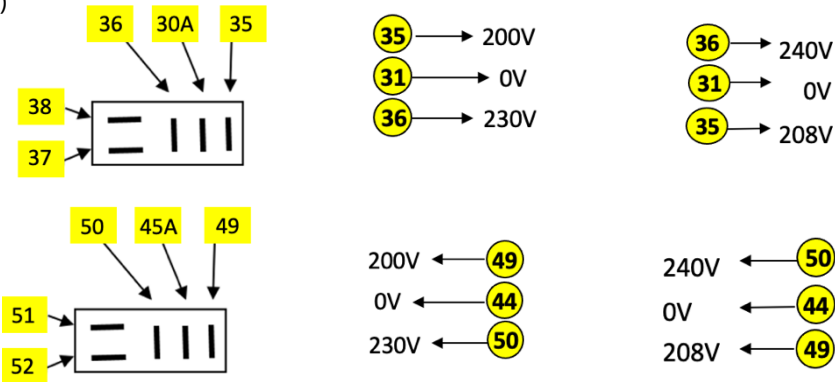 )
36 30A 35
38
37
35 200V
31 0V
36 230V
36 240V
31 0V
35 208V
50 45A 49
51
52
200V 49
0V 44
230V 50
240V 50
0V 44
208V 49